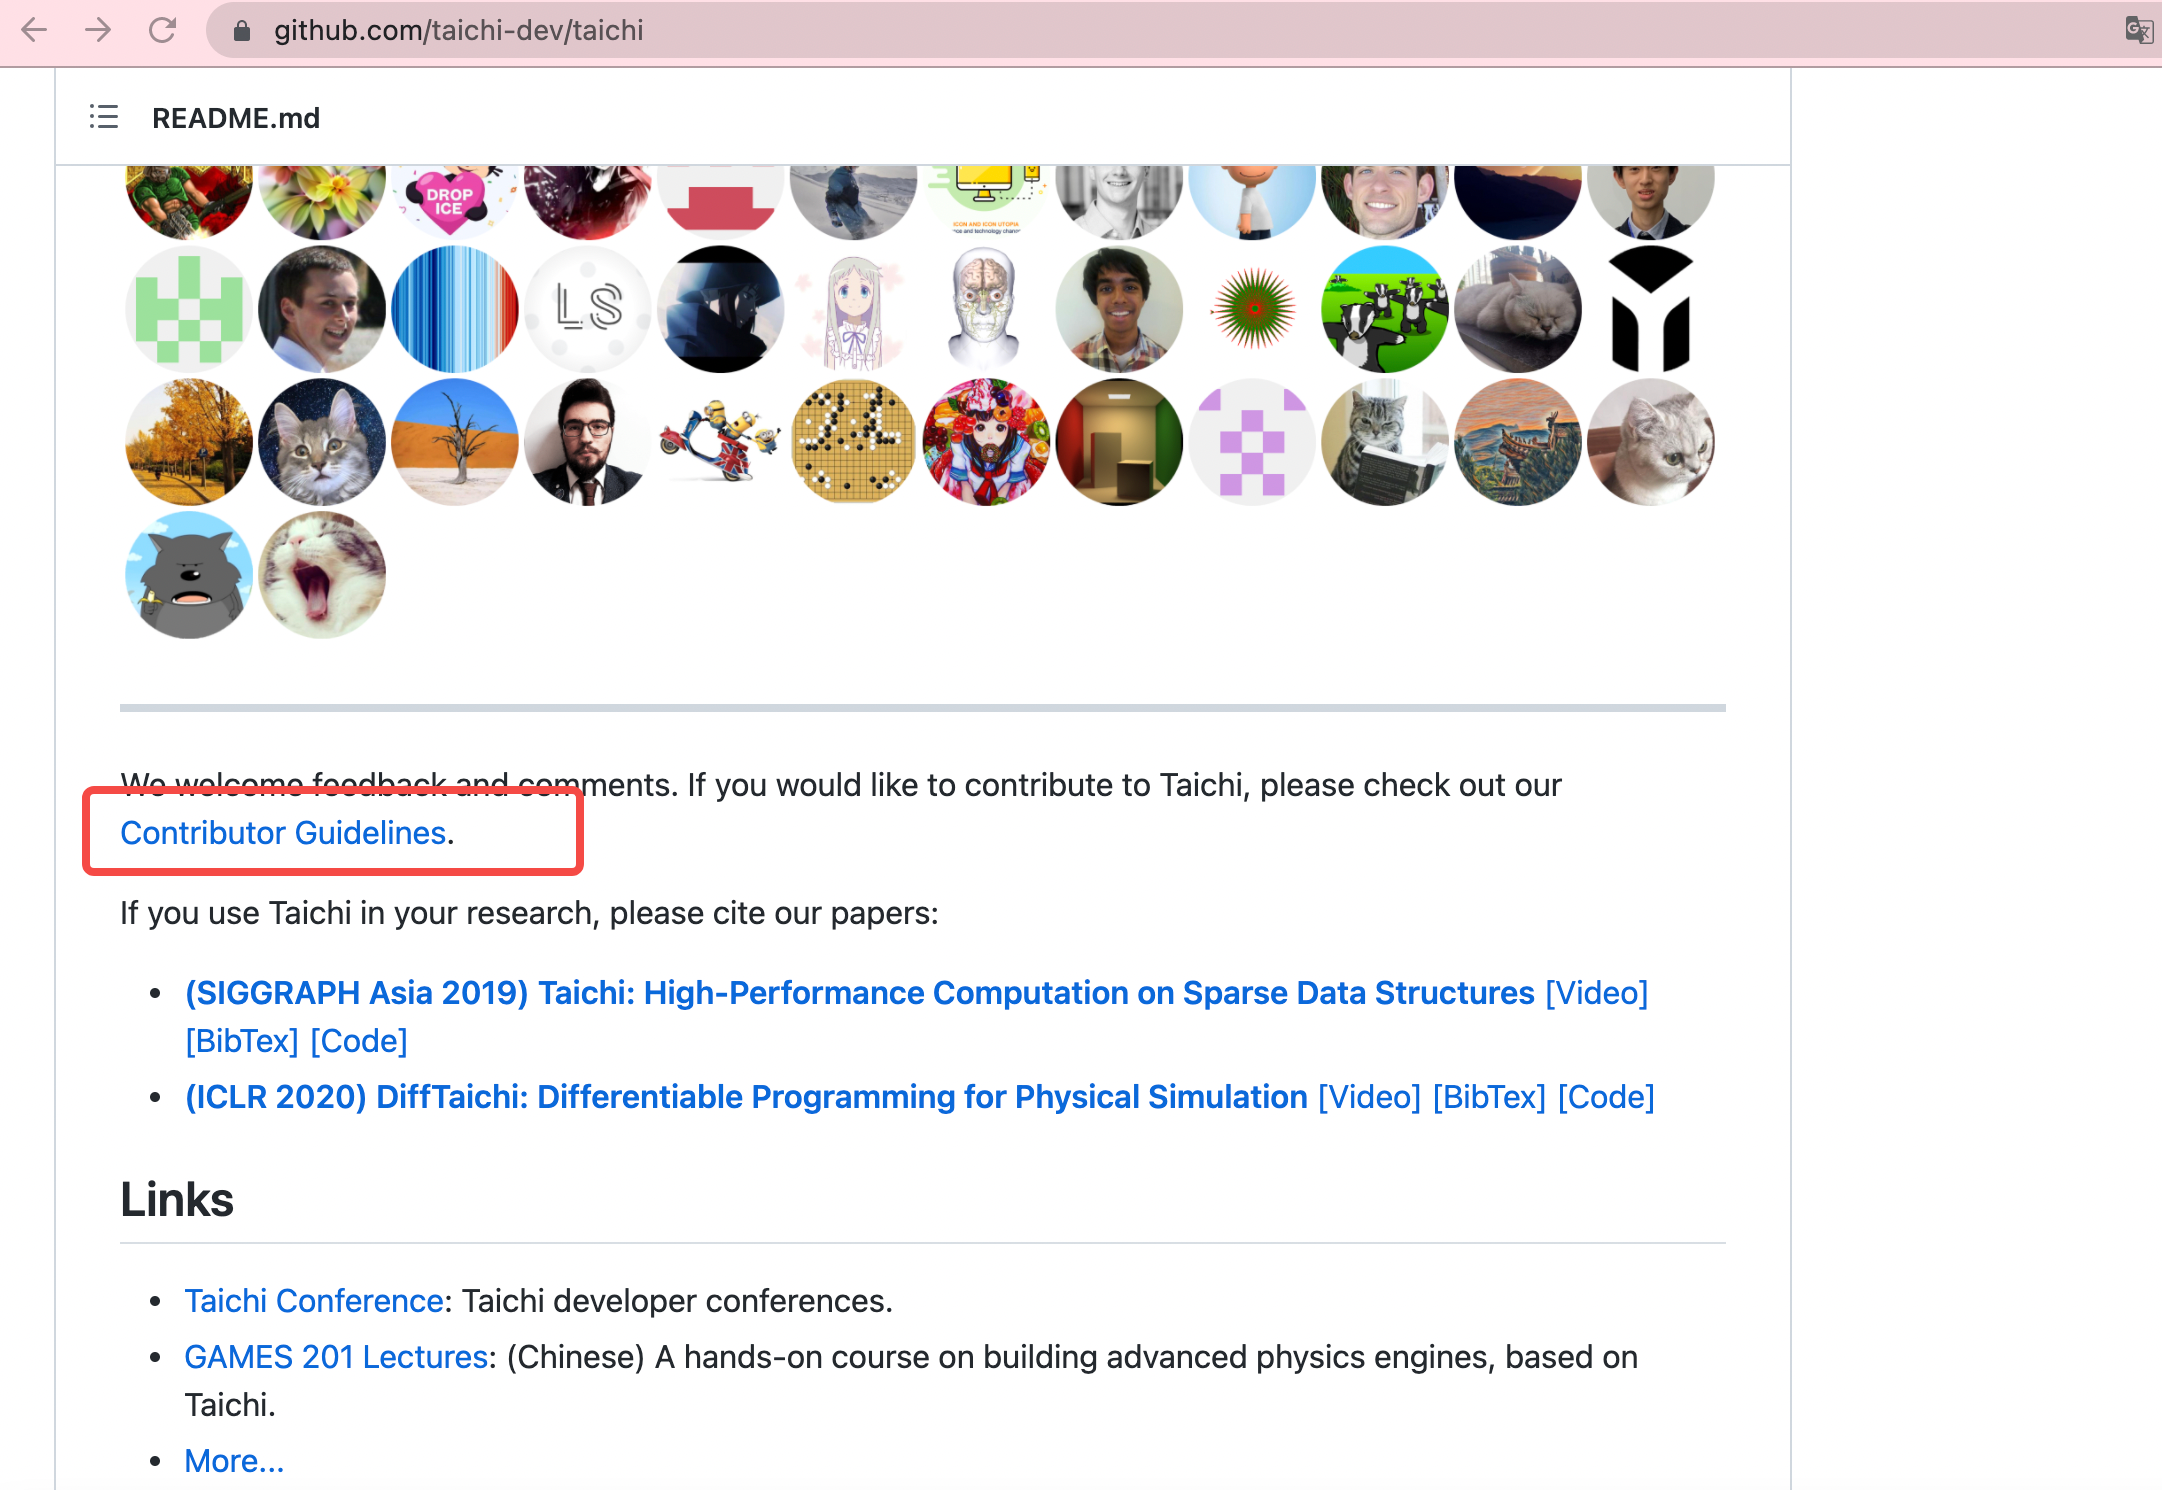 github.com/taichi-dev/taichi
README.md
DROP
ICE
ICON AND ICON UTOPIA
LS
We welcome feedback and comments. If you would like to contribute to Taichi, please check out our
Contributor Guidelines.
If you use Taichi in your research, please cite our papers:
• (SIGGRAPH Asia 2019) Taichi: High-Performance Computation on Sparse Data Structures [Video]
[BibTex] [Code]
• (ICLR 2020) DiffTaichi: Differentiable Programming for Physical Simulation [Video] [BibTex] [Code]
Links
• Taichi Conference: Taichi developer conferences.
• GAMES 201 Lectures: (Chinese) A hands-on course on building advanced physics engines, based on
Taichi.
• More...